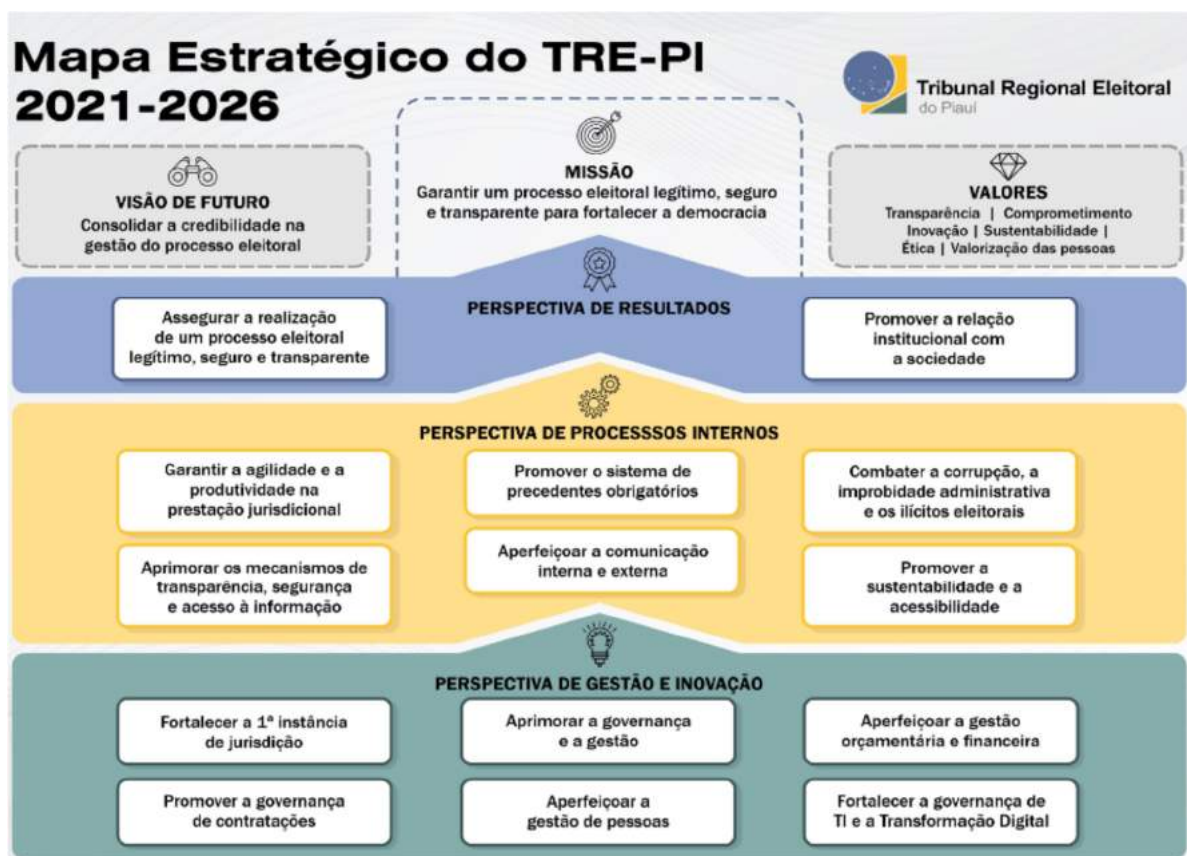 Mapa Estratégico do TRE-PI
2021-2026
Tribunal Regional Eleitoral
do Piauí
VISÃO DE FUTURO
Consolidar a credibilidade na
gestão do processo eleitoral
MISSÃO
Garantir um processo eleitoral legítimo, seguro
e transparente para fortalecer a democracia
VALORES
Transparência | Comprometimento
Inovação | Sustentabilidade |
Ética | Valorização das pessoas
PERSPECTIVA DE RESULTADOS
Assegurar a realização
de um processo eleitoral
legítimo, seguro e transparente
Promover a relação
institucional com
a sociedade
PERSPECTIVA DE PROCESSSOS INTERNOS
Garantir a agilidade e a
produtividade na
prestação jurisdicional
Promover o sistema de
precedentes obrigatórios
Combater a corrupção, a
improbidade administrativa
e os ilícitos eleitorais
Aprimorar os mecanismos de
transparência, segurança
e acesso à informação
Aperfeiçoar a comunicação
interna e externa
Promover a
sustentabilidade e a
acessibilidade
PERSPECTIVA DE GESTÃO E INOVAÇÃO
Fortalecer a 1ª instância
de jurisdição
Aprimorar a governança
e a gestão
Aperfeiçoar a gestão
orçamentária e financeira
Promover a governança
de contratações
Aperfeiçoar a
gestão de pessoas
Fortalecer a governança de
TI e a Transformação Digital